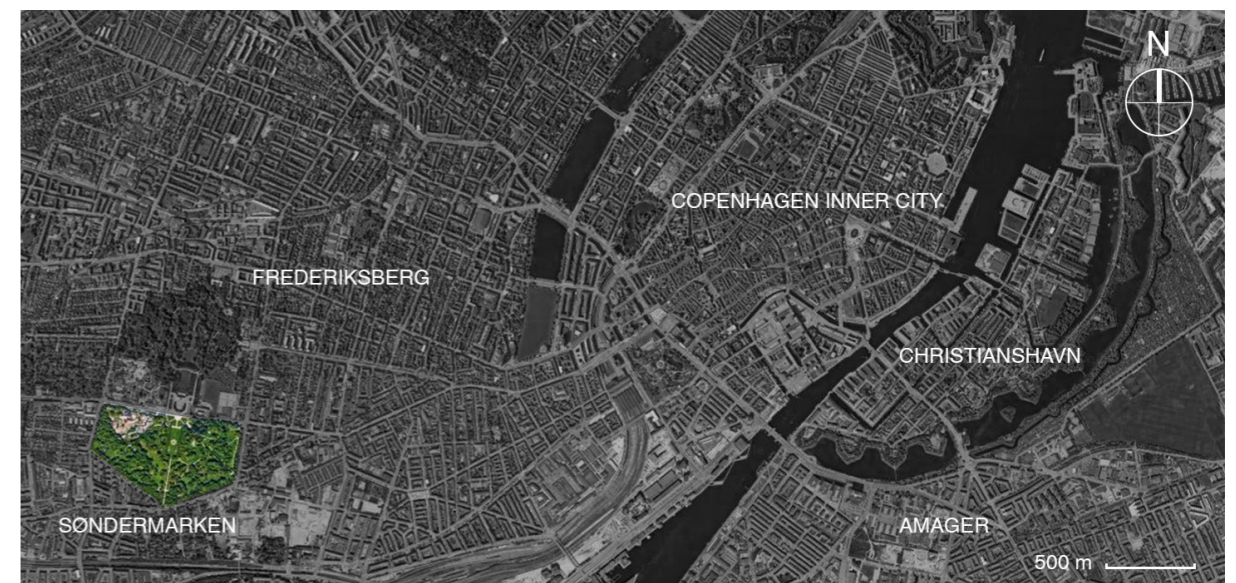 N
COPENHAGEN INNER CITY
FREDERIKSBERG
CHRISTIANSHAVN
SØNDERMARKEN
AMAGER
500 m